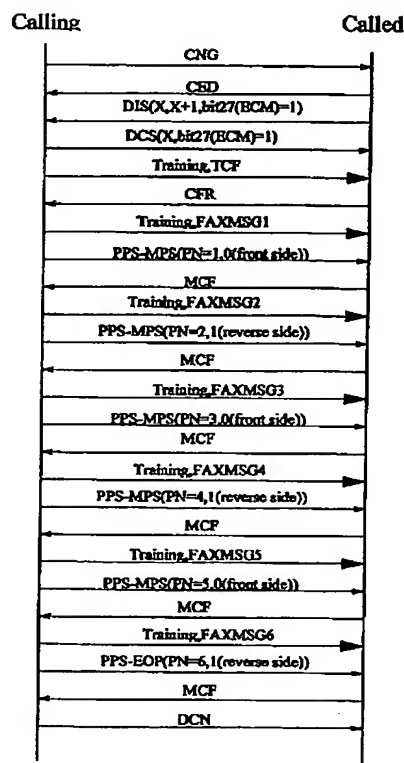 Calling Called
CNG
CED
DIS(X,X+1,bit27(ECM)=1)
DCS(X,bit27(ECM)=1)
Training,TCF
CFR
Training,FAXMSG1
PPS-MPS(PN=1,0(front side))
MCF
Training,FAXMSG2
PPS-MPS(PN=2,1(reverse side))
MCF
Training,FAXMSG3
PPS-MPS(PN=3,0(front side))
MCF
Training,FAXMSG4
PPS-MPS(PN=4,1(reverse side))
MCF
Training,FAXMSG5
PPS-MPS(PN=5,0(front side))
MCF
Training,FAXMSG6
PPS-EOP(PN=6,1(reverse side))
MCF
DCN